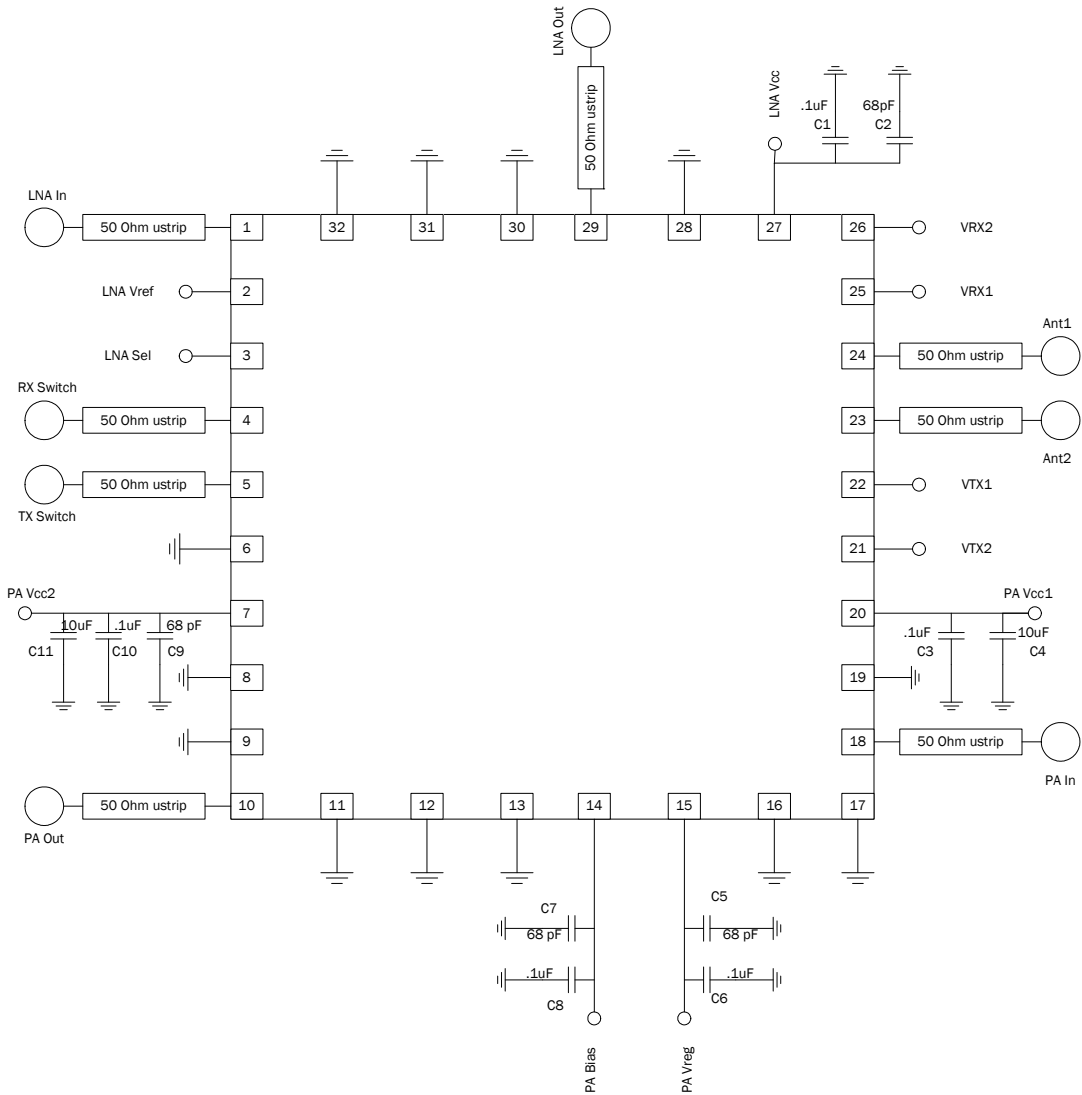 LNA Out
50 Ohm ustrip
LNA Vcc
.1uF
C1
68pF
C2
LNA In
50 Ohm ustrip
1
32
31
30
29
28
27
26
VRX2
LNA Vref
2
25
VRX1
LNA Sel
3
24
50 Ohm ustrip
Ant1
RX Switch
50 Ohm ustrip
4
23
50 Ohm ustrip
Ant2
50 Ohm ustrip
TX Switch
5
22
VTX1
6
21
VTX2
PA Vcc2
7
10uF
C11
.1uF
C10
68 pF
C9
20
PA Vcc1
.1uF
C3
10uF
C4
8
19
9
18
50 Ohm ustrip
PA In
50 Ohm ustrip
PA Out
10
11
12
13
14
15
16
17
C7
68 pF
.1uF
C8
C5
68 pF
.1uF
C6
PA Bias
PA Vreg